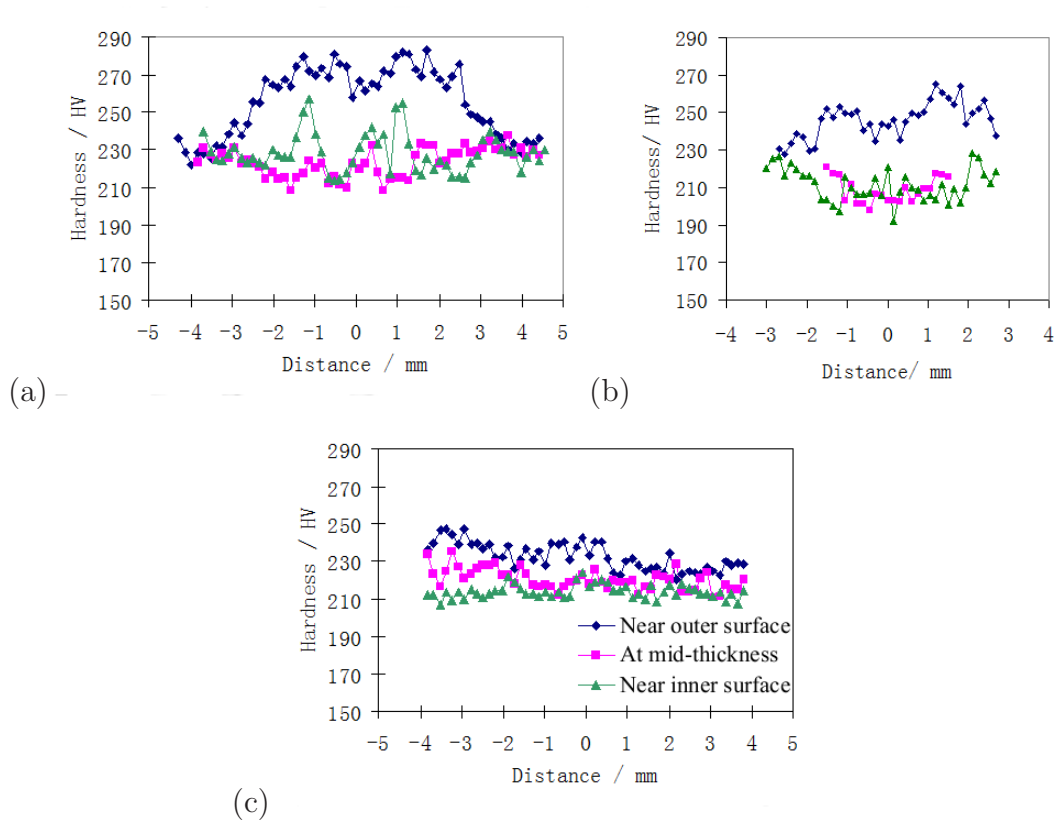 290
270
250
230
210
190
170
150
Hardness / HV
-5 -4 -3 -2 -1 0 1 2 3 4 5
Distance / mm
(a)
290
270
250
230
210
190
170
150
Hardness/ HV
-4 -3 -2 -1 0 1 2 3 4
Distance/ mm
(b)
290
270
250
230
210
190
170
150
Hardness / HV
Near outer surface
At mid-thickness
Near inner surface
-5 -4 -3 -2 -1 0 1 2 3 4 5
Distance / mm
(c)